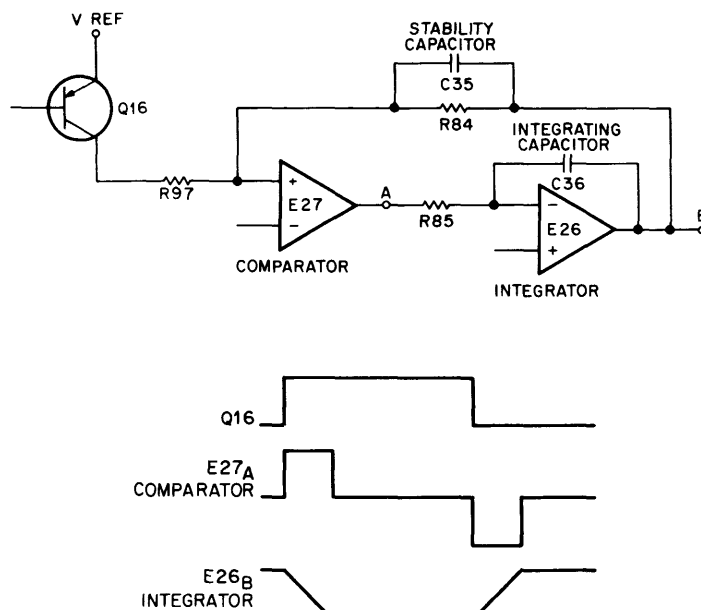 V REF
Q16
STABILITY
CAPACITOR
C35
R84
INTEGRATING
CAPACITOR
C36
R97
+
E27
−
A
R85
−
E26
+
B
COMPARATOR
INTEGRATOR
Q16
E27A
COMPARATOR
E26B
INTEGRATOR